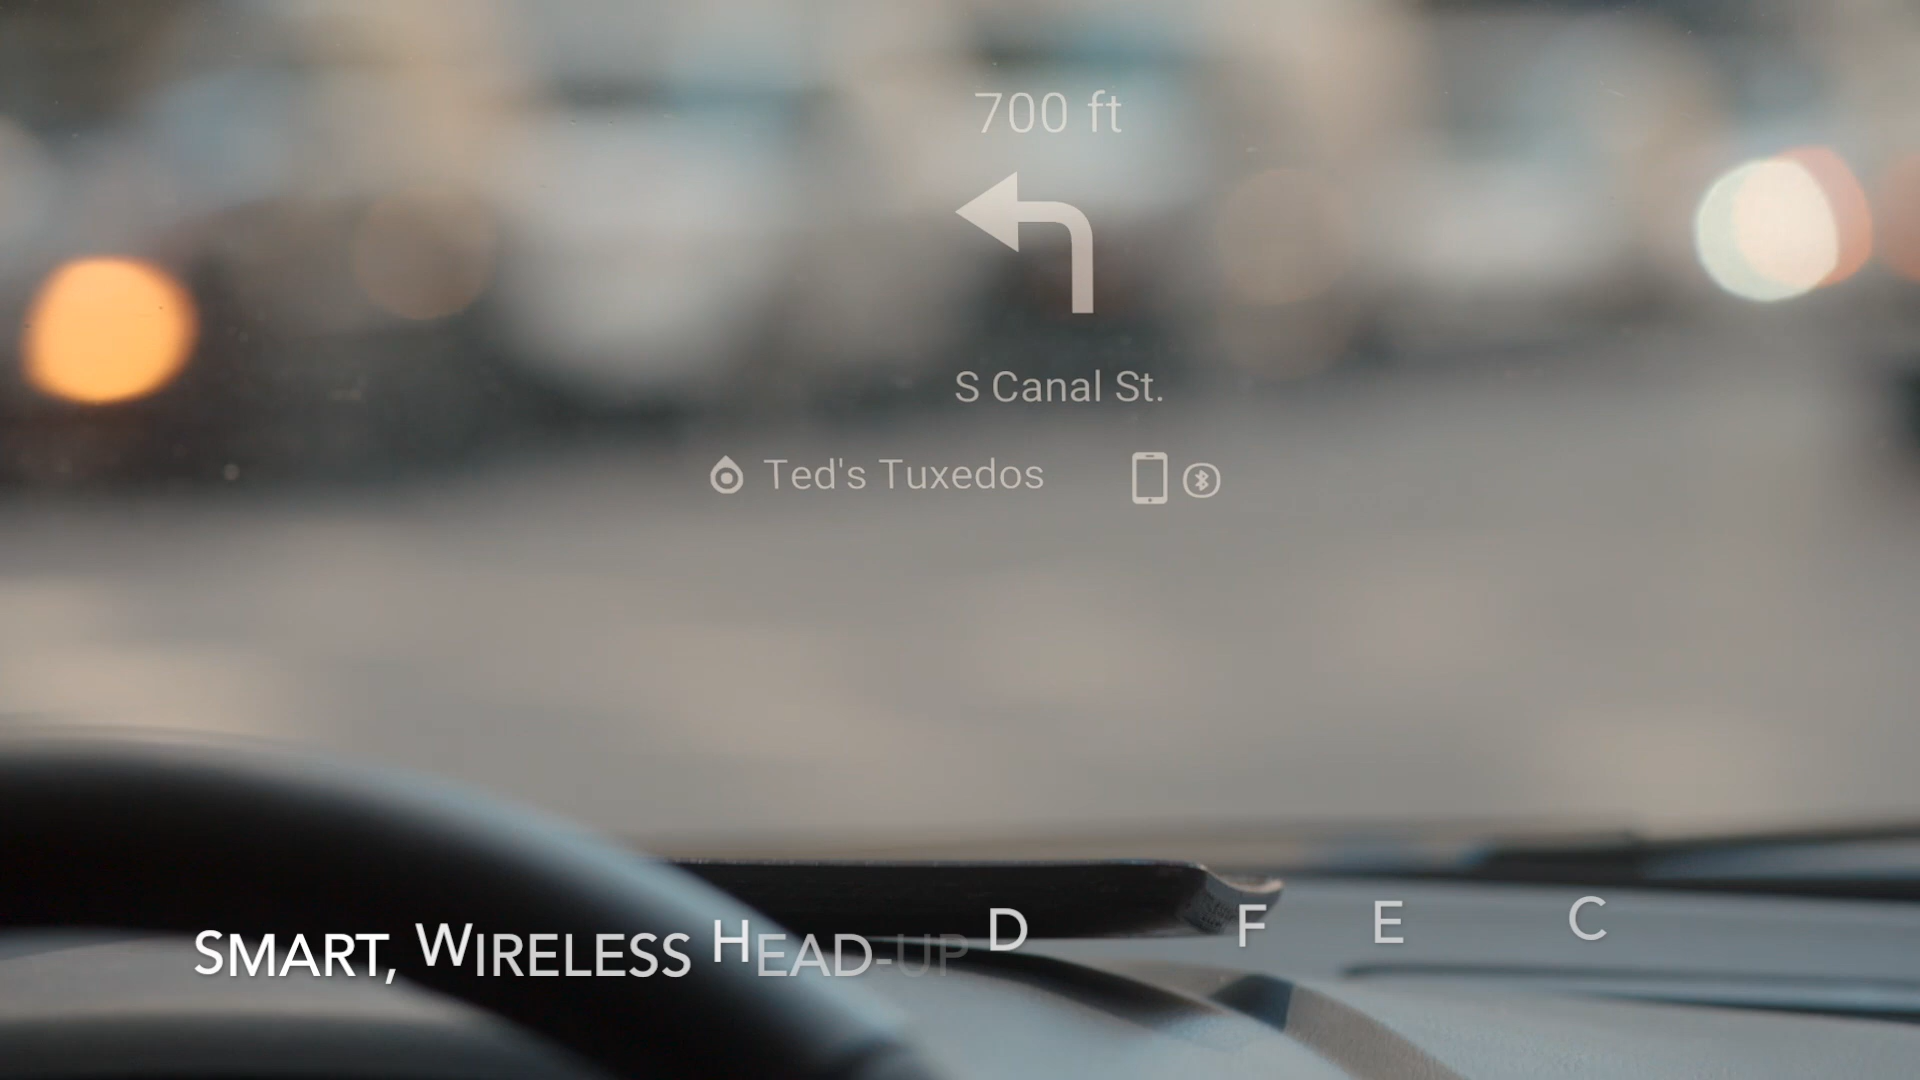 700 ft
S Canal St.
Ted's Tuxedos
SMART, WIRELESS HEAD-UP D F E C